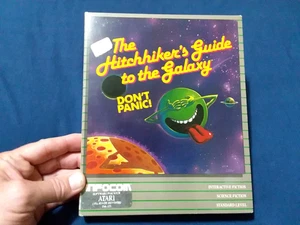 The
Hitchhiker's Guide
to the Galaxy
DON'T
PANIC!
INFOCOM
ATARI
INTERACTIVE FICTION
SCIENCE FICTION
STANDARD LEVEL